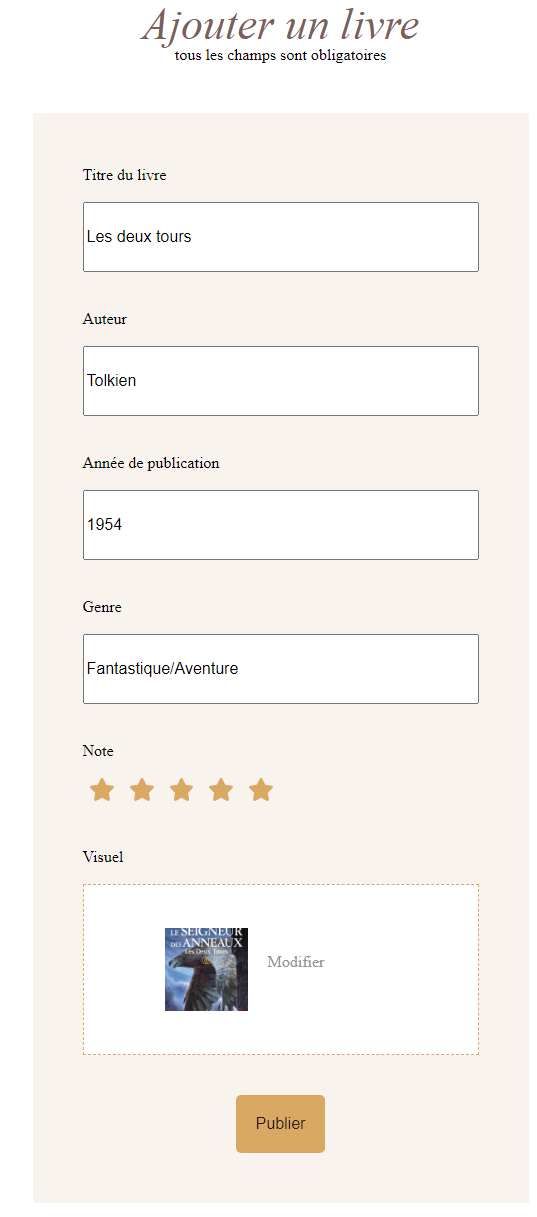 Ajouter un livre
tous les champs sont obligatoires
Titre du livre
Les deux tours
Auteur
Tolkien
Année de publication
1954
Genre
Fantastique/Aventure
Note
Visuel
LE SEIGNEUR
DES ANNEAUX
Les Deux Tours
Modifier
Publier